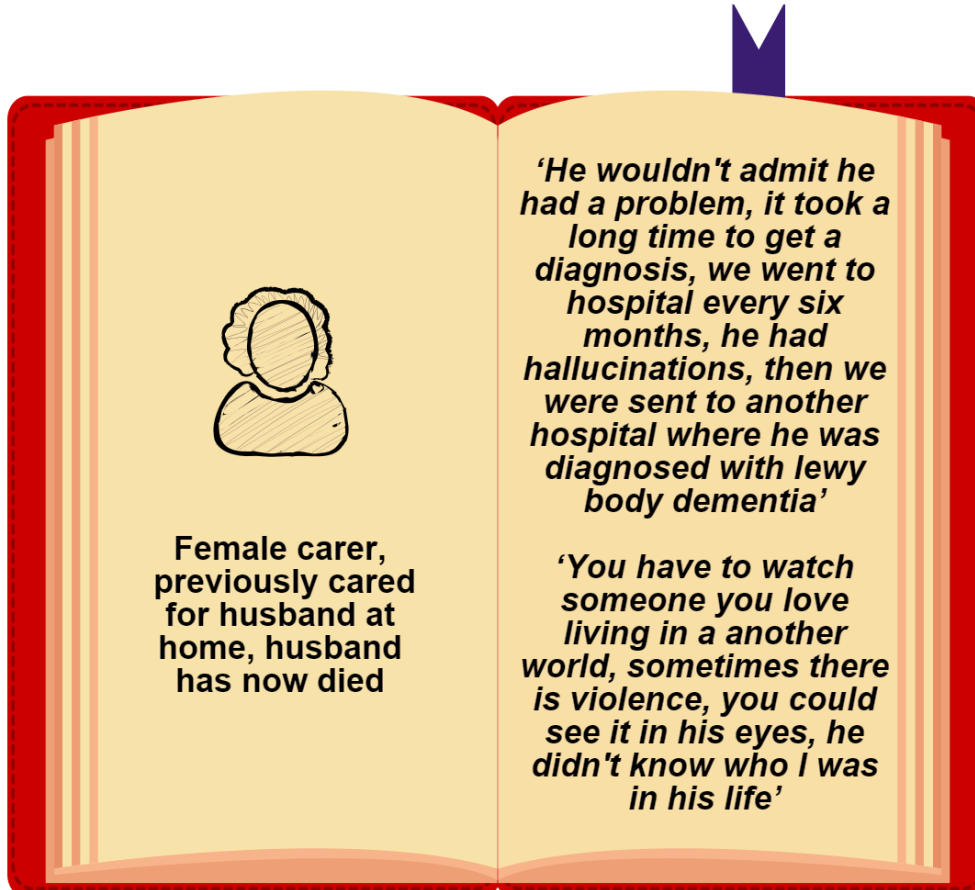 Female carer,
previously cared
for husband at
home, husband
has now died
‘He wouldn't admit he
had a problem, it took a
long time to get a
diagnosis, we went to
hospital every six
months, he had
hallucinations, then we
were sent to another
hospital where he was
diagnosed with lewy
body dementia’
‘You have to watch
someone you love
living in a another
world, sometimes there
is violence, you could
see it in his eyes, he
didn't know who I was
in his life’